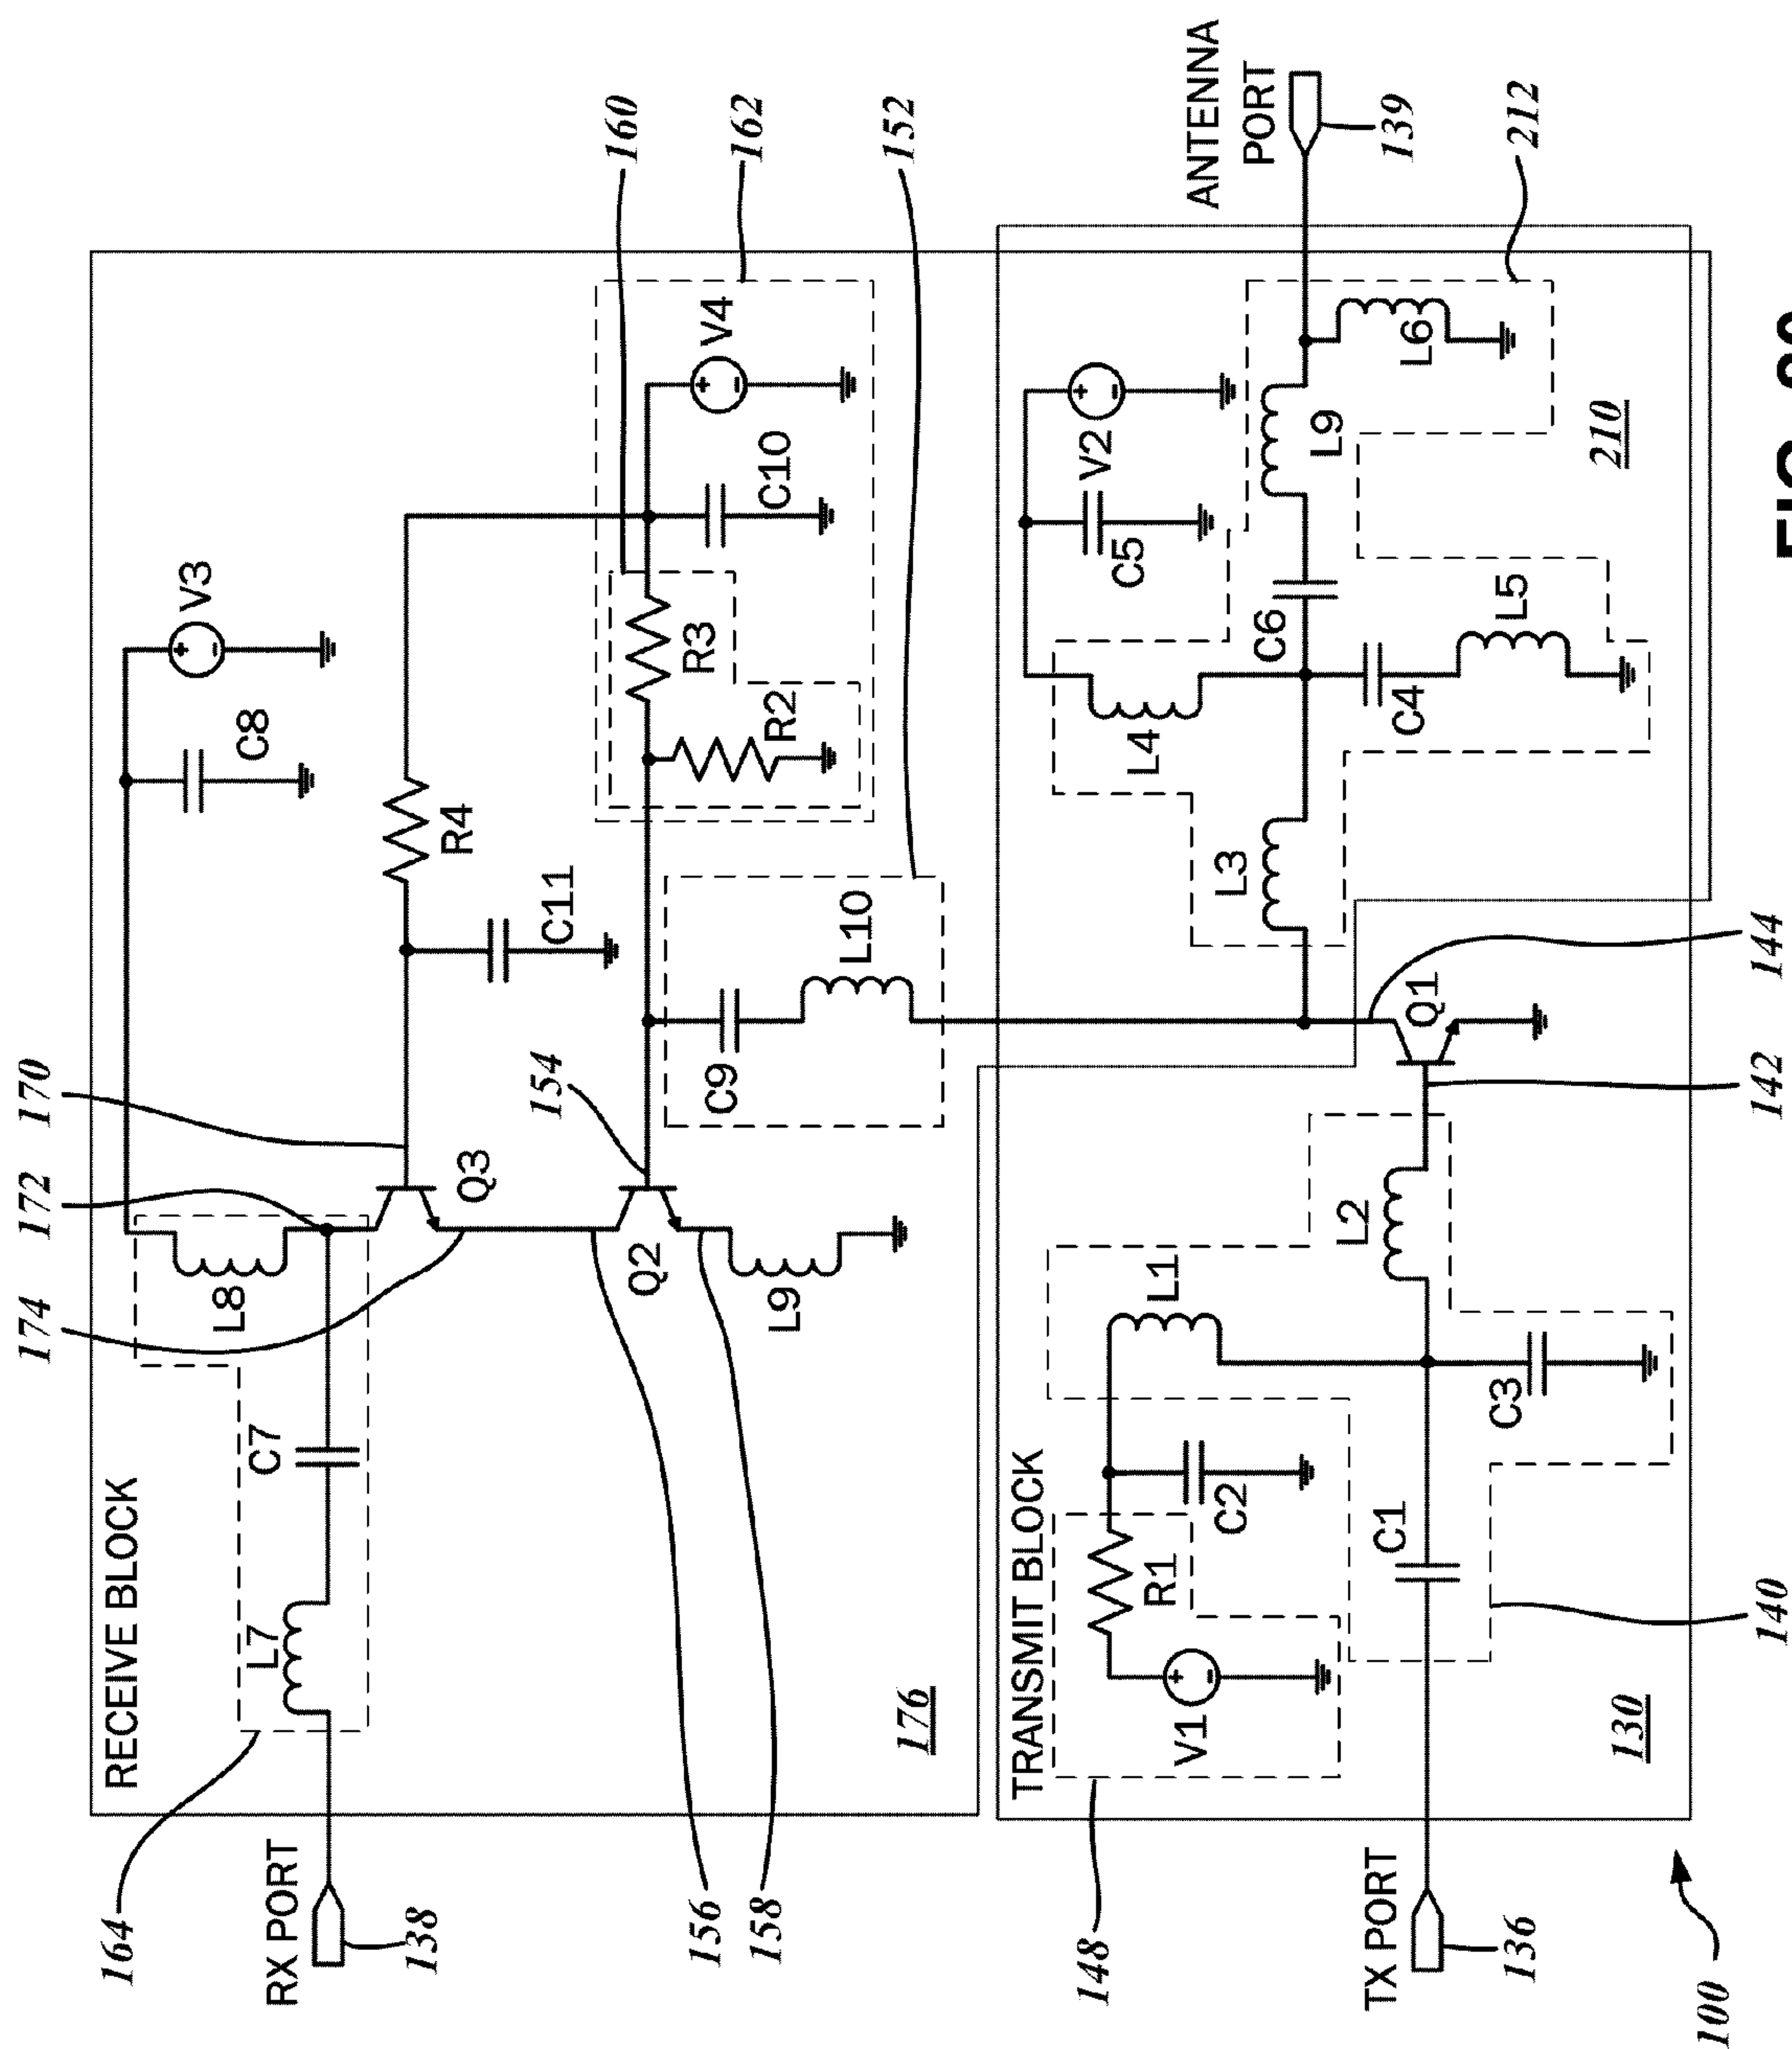 RECEIVE BLOCK
RX PORT
138
164
L7
C7
L8
174
172
170
Q3
Q2
154
L9
156
158
176
C8
V3
R4
C11
R3
R2
C10
V4
160
162
152
C9
L10
TRANSMIT BLOCK
TX PORT
136
148
V1
R1
C2
L1
C1
C3
L2
140
130
142
144
Q1
L3
L4
C5
V2
C6
C4
L5
L9
L6
210
212
ANTENNA
PORT
139
100